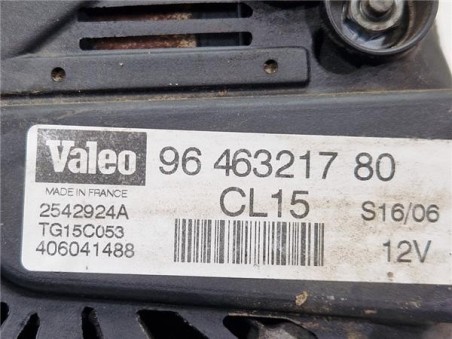 Valeo 96 463217 80
MADE IN FRANCE CL15 S16/06
2542924A
TG15C053 12V
406041488